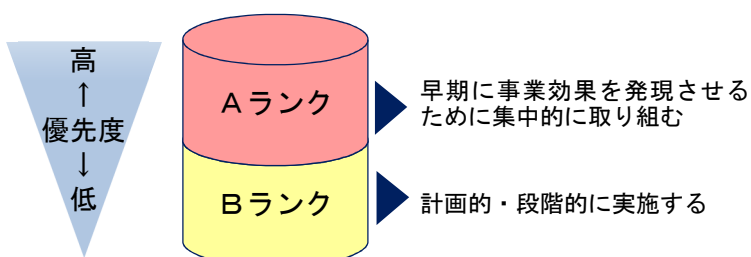 高
↑
優先度
↓
低
Aランク
早期に事業効果を発現させる
ために集中的に取り組む
Bランク
計画的・段階的に実施する